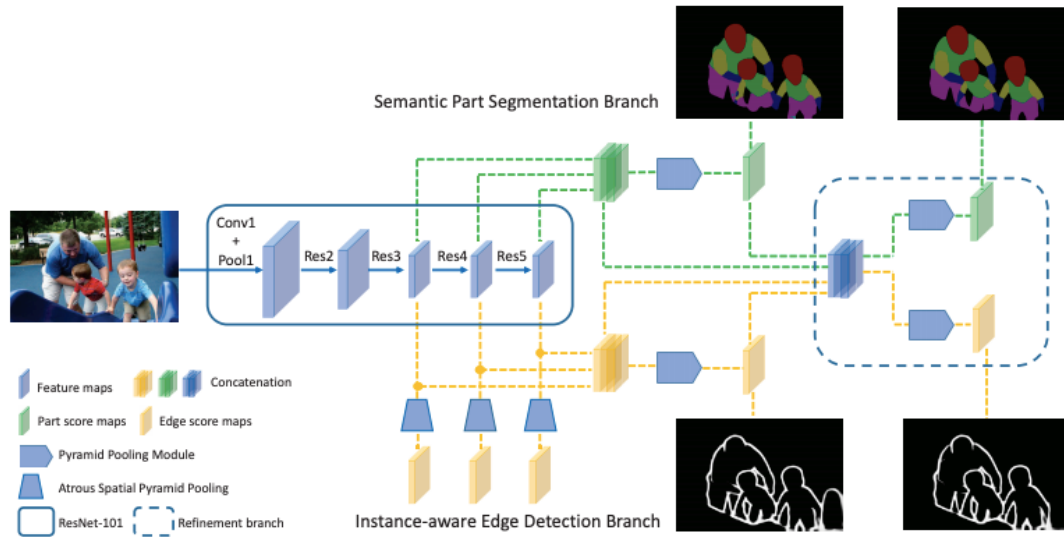 Semantic Part Segmentation Branch
Conv1
+
Pool1
Res2
Res3
Res4
Res5
Feature maps
Concatenation
Part score maps
Edge score maps
Pyramid Pooling Module
Atrous Spatial Pyramid Pooling
ResNet-101
Refinement branch
Instance-aware Edge Detection Branch